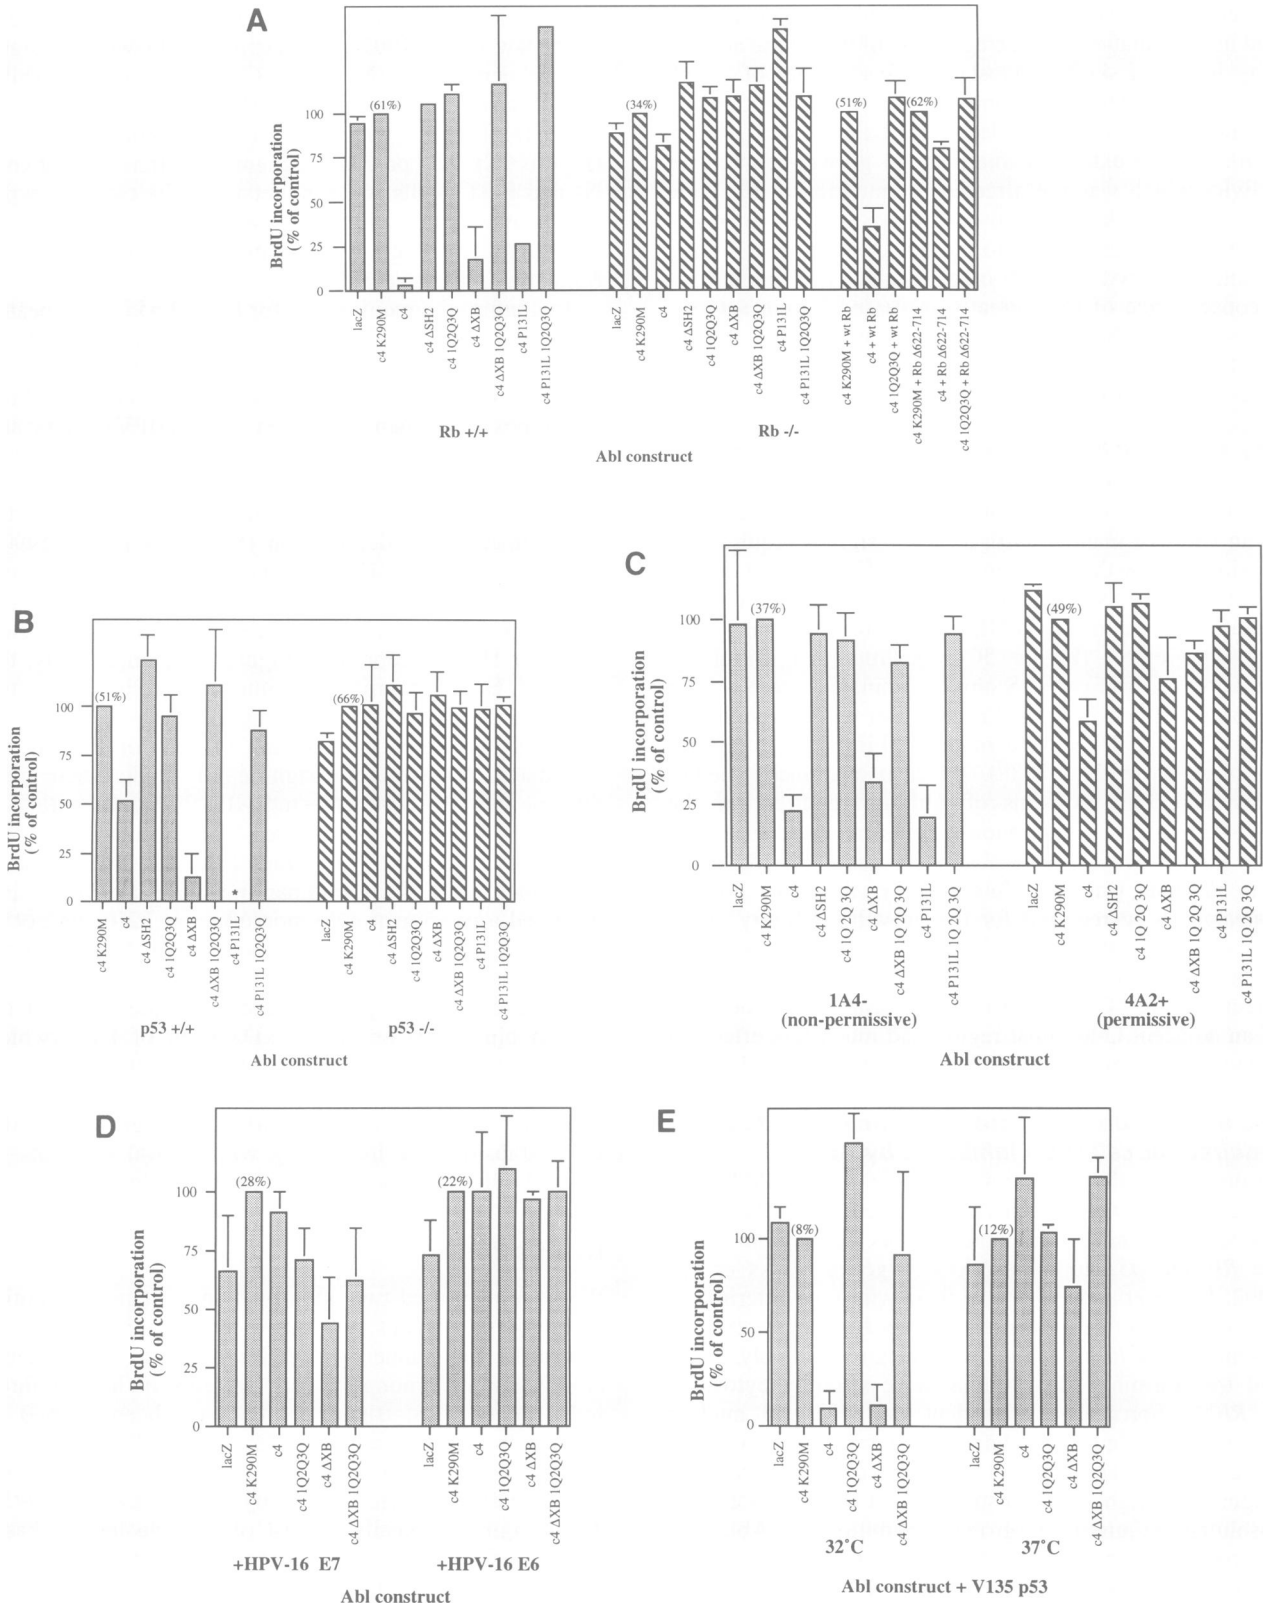 A
BrdU incorporation
(% of control)
100
75
50
25
0
(61%)
(34%)
(51%)
(62%)
lacZ
c4 K290M
c4
c4 ΔSH2
c4 1Q2Q3Q
c4 ΔXB
c4 ΔXB 1Q2Q3Q
c4 P131L
c4 P131L 1Q2Q3Q
lacZ
c4 K290M
c4
c4 ΔSH2
c4 1Q2Q3Q
c4 ΔXB
c4 ΔXB 1Q2Q3Q
c4 P131L
c4 P131L 1Q2Q3Q
c4 K290M + wt Rb
c4 + wt Rb
c4 1Q2Q3Q + wt Rb
c4 K290M + Rb Δ622-714
c4 + Rb Δ622-714
c4 1Q2Q3Q + Rb Δ622-714
Rb +/+
Rb -/-
Abl construct
B
BrdU incorporation
(% of control)
100
75
50
25
0
(51%)
(66%)
*
c4 K290M
c4
c4 ΔSH2
c4 1Q2Q3Q
c4 ΔXB
c4 ΔXB 1Q2Q3Q
c4 P131L
c4 P131L 1Q2Q3Q
lacZ
c4 K290M
c4
c4 ΔSH2
c4 1Q2Q3Q
c4 ΔXB
c4 ΔXB 1Q2Q3Q
c4 P131L
c4 P131L 1Q2Q3Q
p53 +/+
p53 -/-
Abl construct
C
BrdU incorporation
(% of control)
100
75
50
25
0
(37%)
(49%)
lacZ
c4 K290M
c4
c4 ΔSH2
c4 1Q 2Q 3Q
c4 ΔXB
c4 ΔXB 1Q 2Q 3Q
c4 P131L
c4 P131L 1Q 2Q 3Q
lacZ
c4 K290M
c4
c4 ΔSH2
c4 1Q 2Q 3Q
c4 ΔXB
c4 ΔXB 1Q 2Q 3Q
c4 P131L
c4 P131L 1Q 2Q 3Q
1A4-
(non-permissive)
4A2+
(permissive)
Abl construct
D
BrdU incorporation
(% of control)
100
75
50
25
0
(28%)
(22%)
lacZ
c4 K290M
c4
c4 1Q2Q3Q
c4 ΔXB
c4 ΔXB 1Q2Q3Q
lacZ
c4 K290M
c4
c4 1Q2Q3Q
c4 ΔXB
c4 ΔXB 1Q2Q3Q
+HPV-16 E7
+HPV-16 E6
Abl construct
E
BrdU incorporation
(% of control)
100
50
0
(8%)
(12%)
lacZ
c4 K290M
c4
c4 1Q2Q3Q
c4 ΔXB
c4 ΔXB 1Q2Q3Q
lacZ
c4 K290M
c4
c4 1Q2Q3Q
c4 ΔXB
c4 ΔXB 1Q2Q3Q
32˚C
37˚C
Abl construct + V135 p53